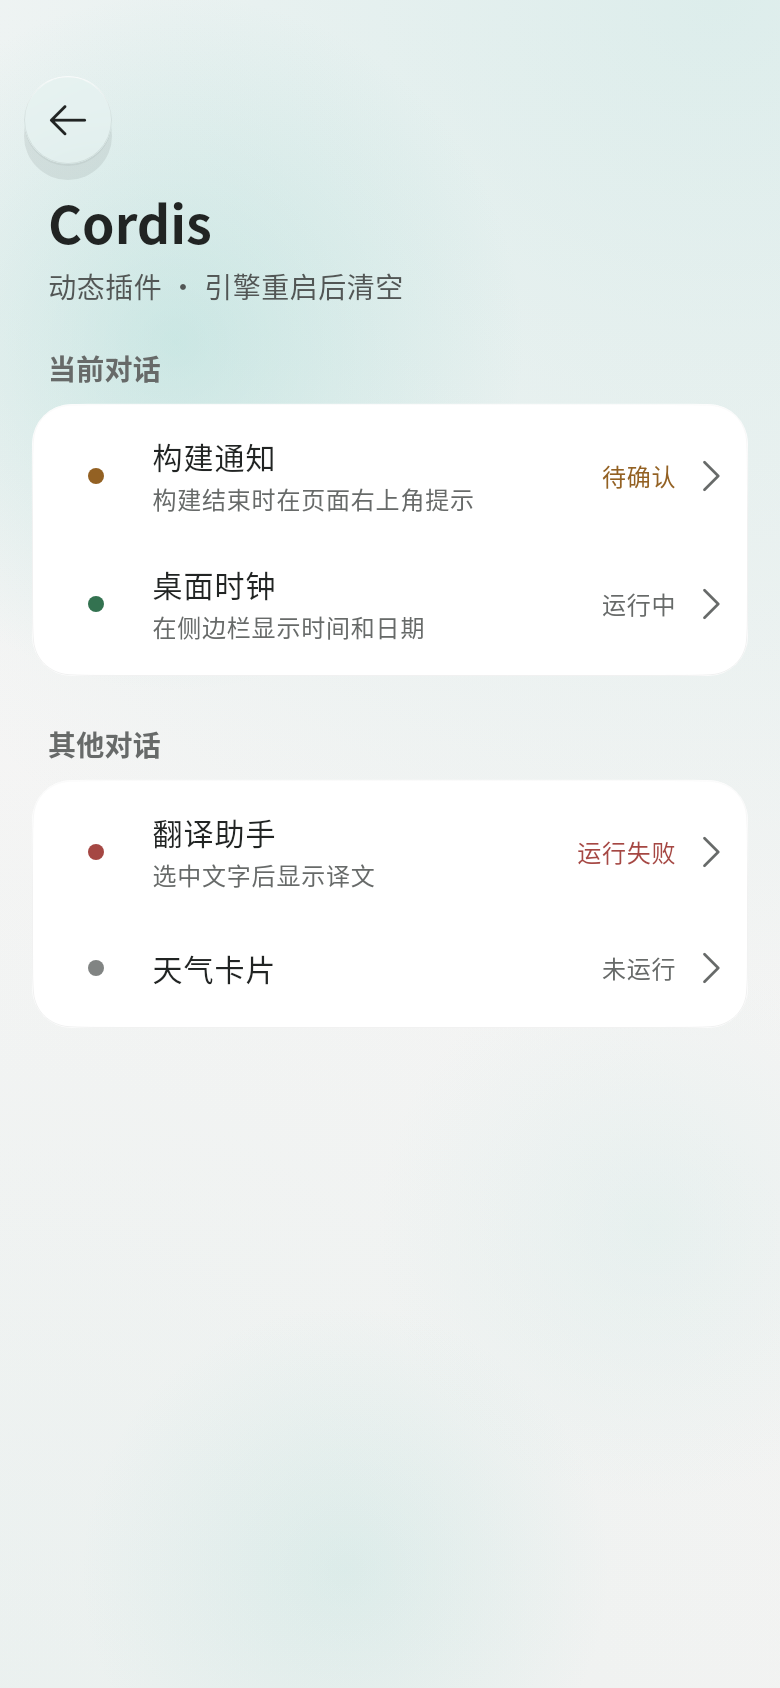 Cordis
动态插件 · 引擎重启后清空
当前对话
构建通知
构建结束时在页面右上角提示
待确认
桌面时钟
在侧边栏显示时间和日期
运行中
其他对话
翻译助手
选中文字后显示译文
运行失败
天气卡片
未运行